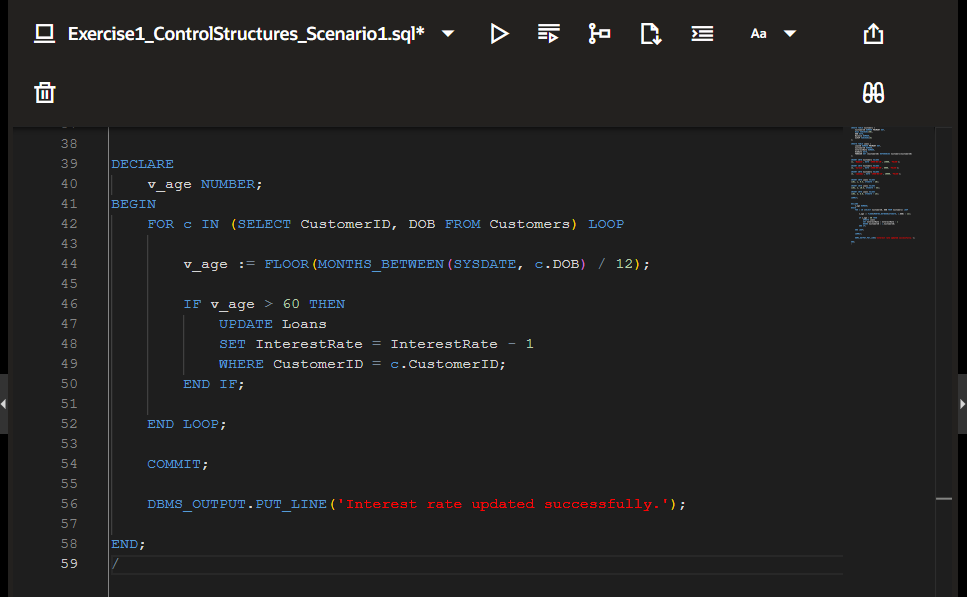 Exercise1_ControlStructures_Scenario1.sql*
Aa
38
39 DECLARE
40 v_age NUMBER;
41 BEGIN
42 FOR c IN (SELECT CustomerID, DOB FROM Customers) LOOP
43
44 v_age := FLOOR(MONTHS_BETWEEN(SYSDATE, c.DOB) / 12);
45
46 IF v_age > 60 THEN
47 UPDATE Loans
48 SET InterestRate = InterestRate - 1
49 WHERE CustomerID = c.CustomerID;
50 END IF;
51
52 END LOOP;
53
54 COMMIT;
55
56 DBMS_OUTPUT.PUT_LINE('Interest rate updated successfully.');
57
58 END;
59 /